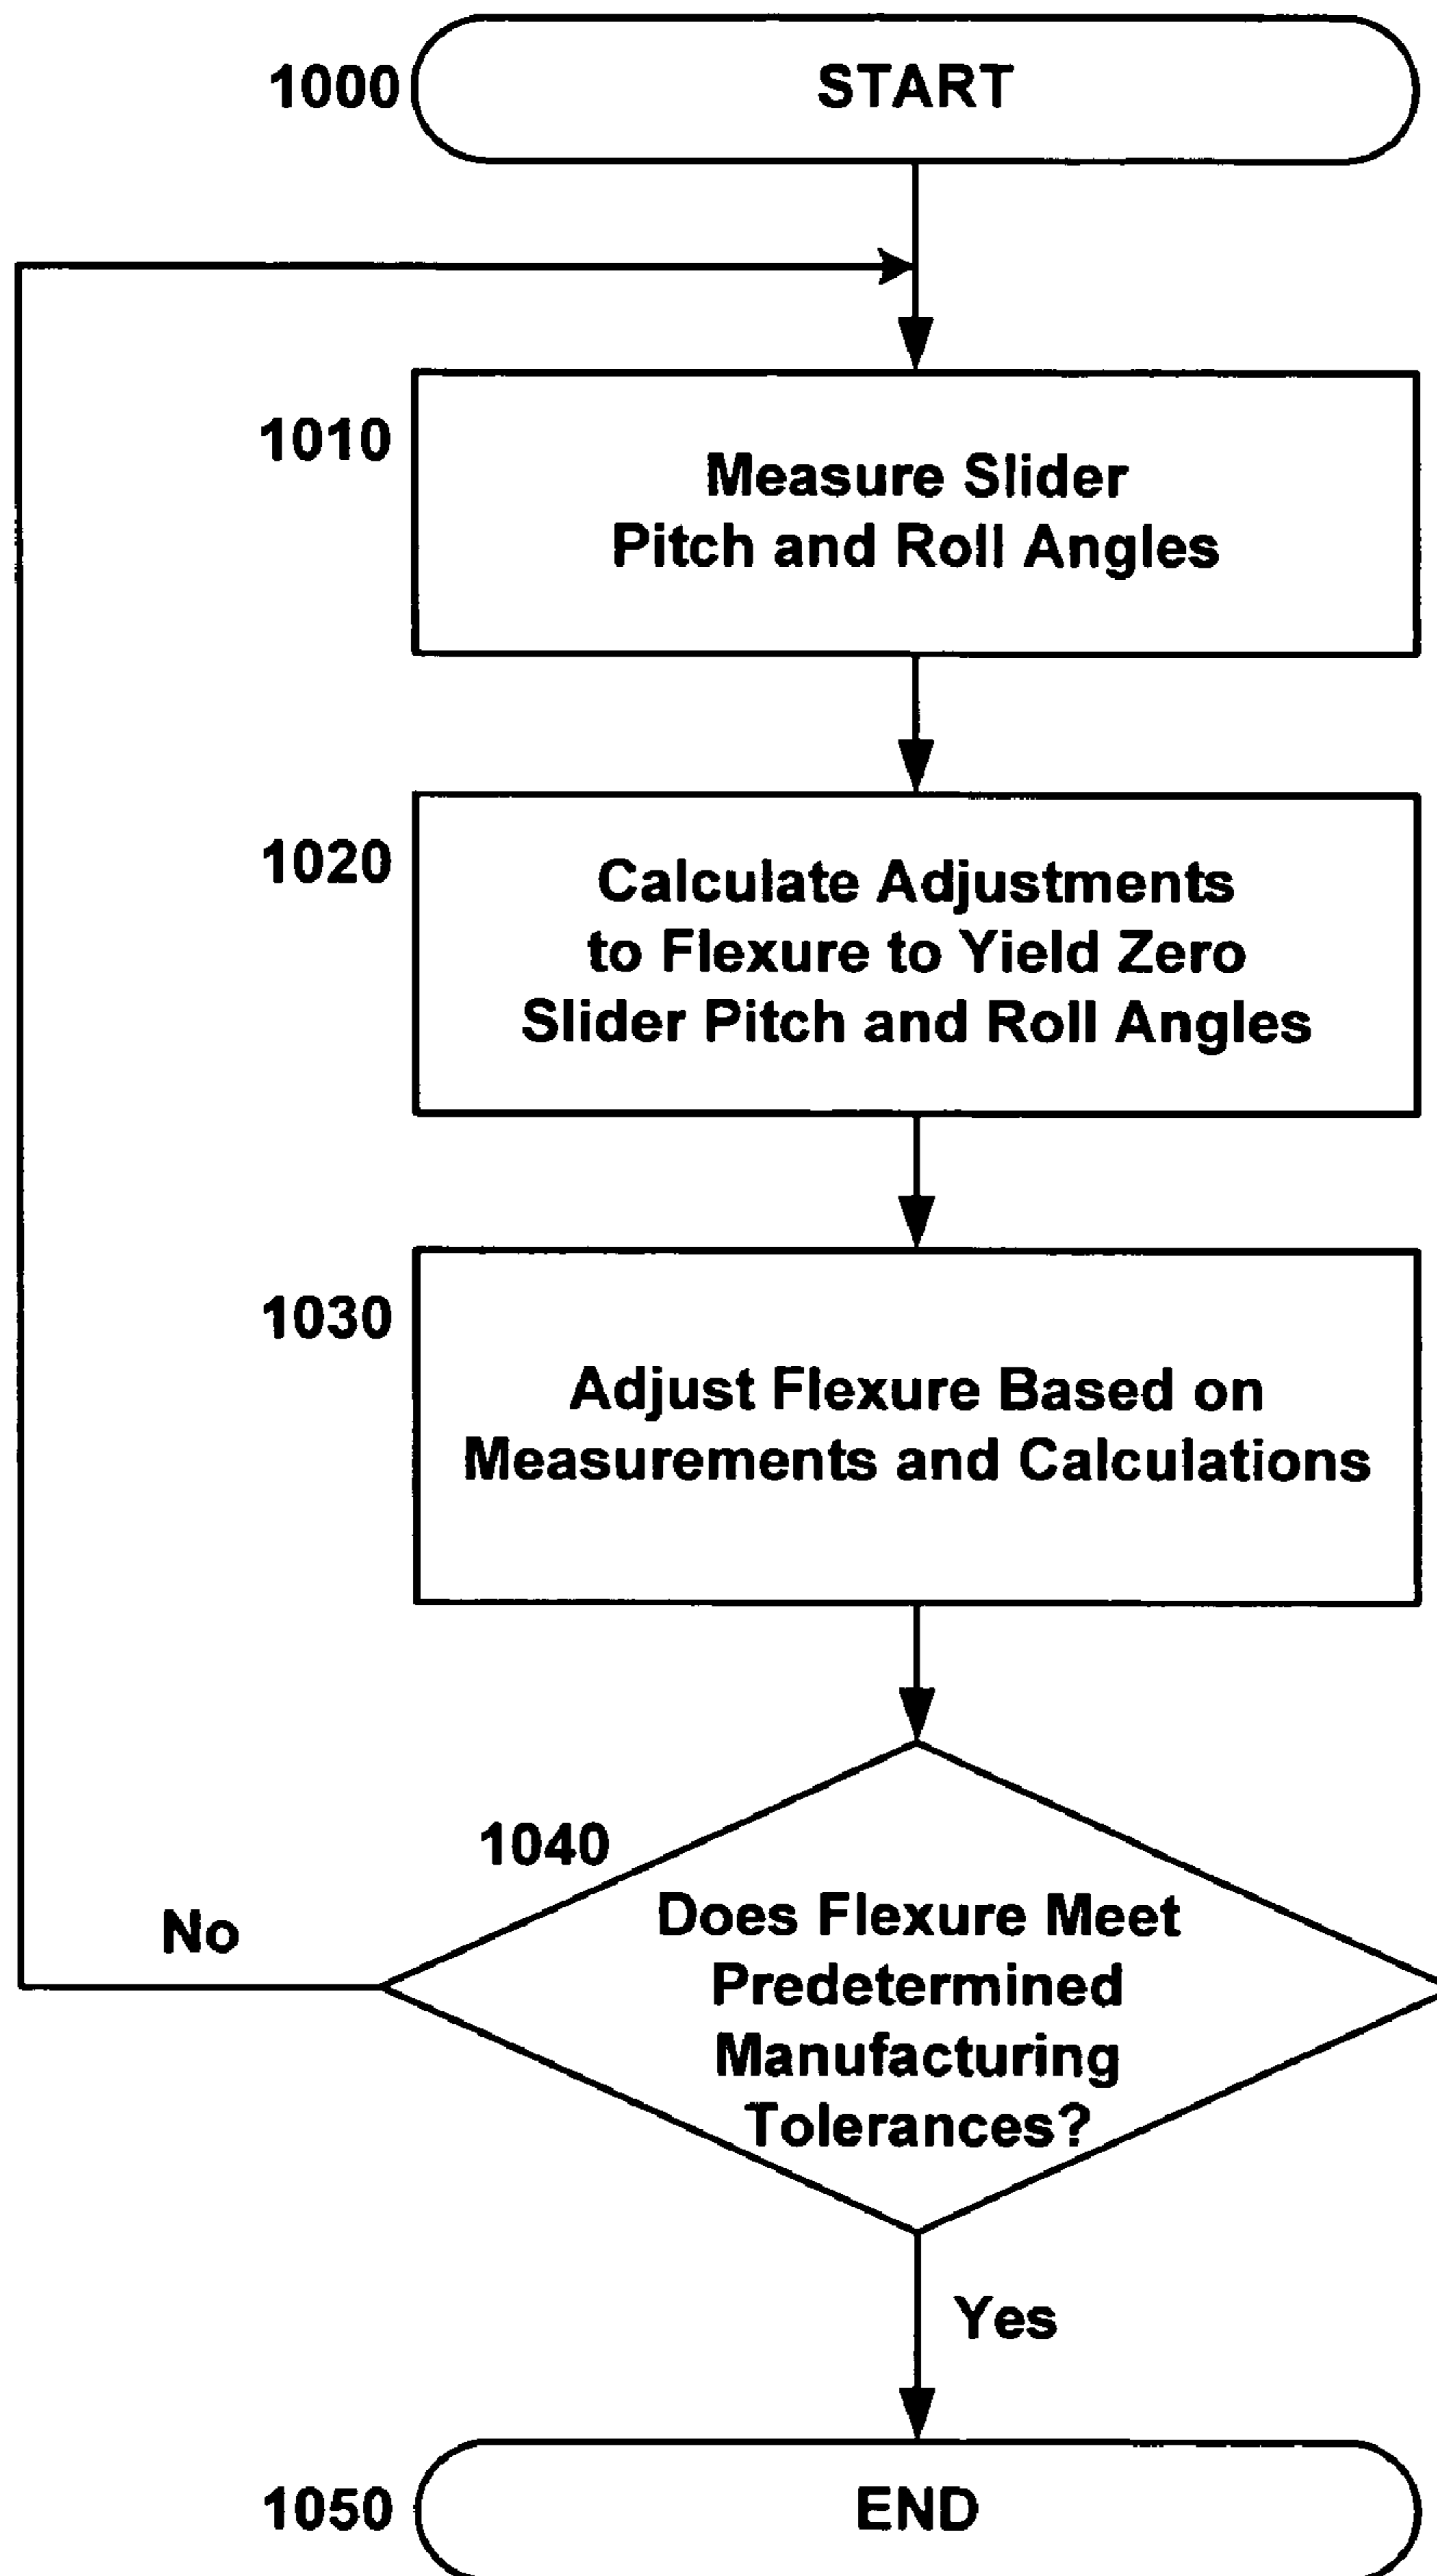 1000
START
1010
Measure Slider
Pitch and Roll Angles
1020
Calculate Adjustments
to Flexure to Yield Zero
Slider Pitch and Roll Angles
1030
Adjust Flexure Based on
Measurements and Calculations
1040
Does Flexure Meet
Predetermined
Manufacturing
Tolerances?
No
Yes
1050
END